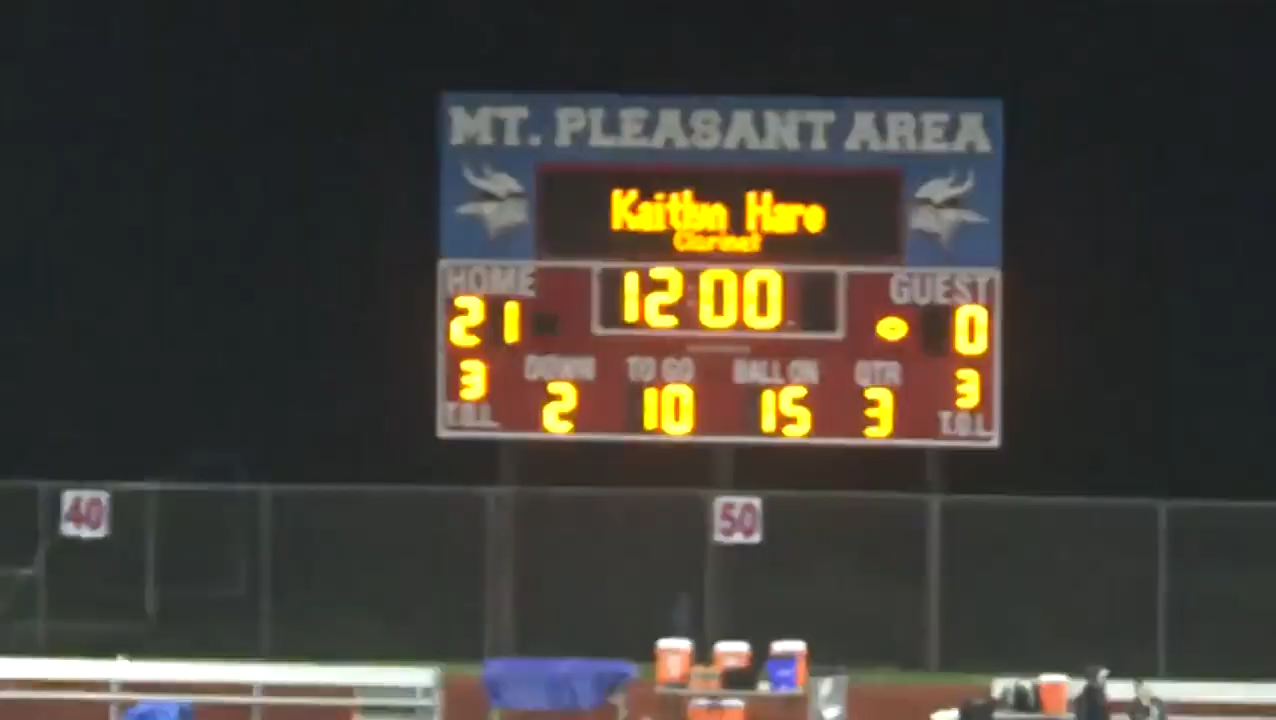 MT. PLEASANT AREA
Kaitlyn Hare
Clarinet
HOME 12:00 GUEST
21 0
DOWN TO GO BALL ON QTR
3 2 10 15 3 3
T.O.L. T.O.L.
40 50